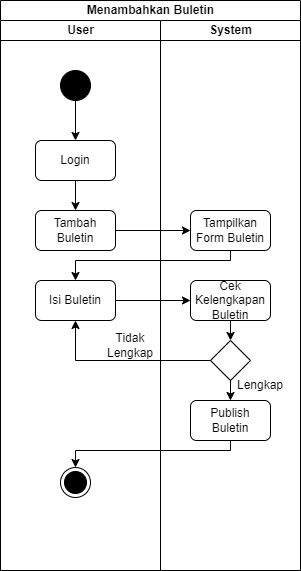 Menambahkan Buletin
User
System
Login
Tambah
Buletin
Tampilkan
Form Buletin
Isi Buletin
Cek
Kelengkapan
Buletin
Tidak
Lengkap
Lengkap
Publish
Buletin